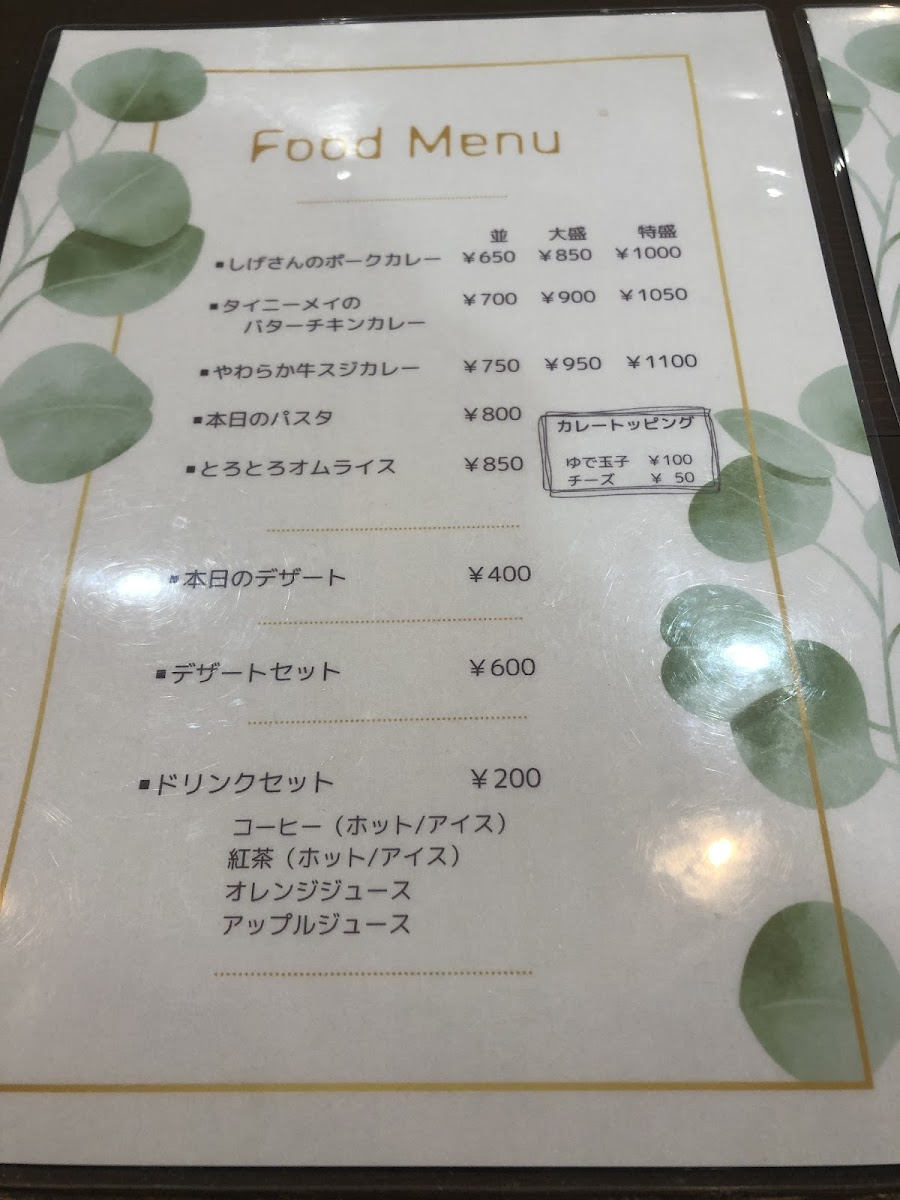 Food Menu
並 大盛 特盛
▪しげさんのポークカレー ¥650 ¥850 ¥1000
▪タイニーメイの ¥700 ¥900 ¥1050
バターチキンカレー
▪やわらか牛スジカレー ¥750 ¥950 ¥1100
▪本日のパスタ ¥800
▪とろとろオムライス ¥850
カレートッピング
ゆで玉子 ¥100
チーズ ¥ 50
▪本日のデザート ¥400
▪デザートセット ¥600
▪ドリンクセット ¥200
コーヒー（ホット/アイス）
紅茶（ホット/アイス）
オレンジジュース
アップルジュース